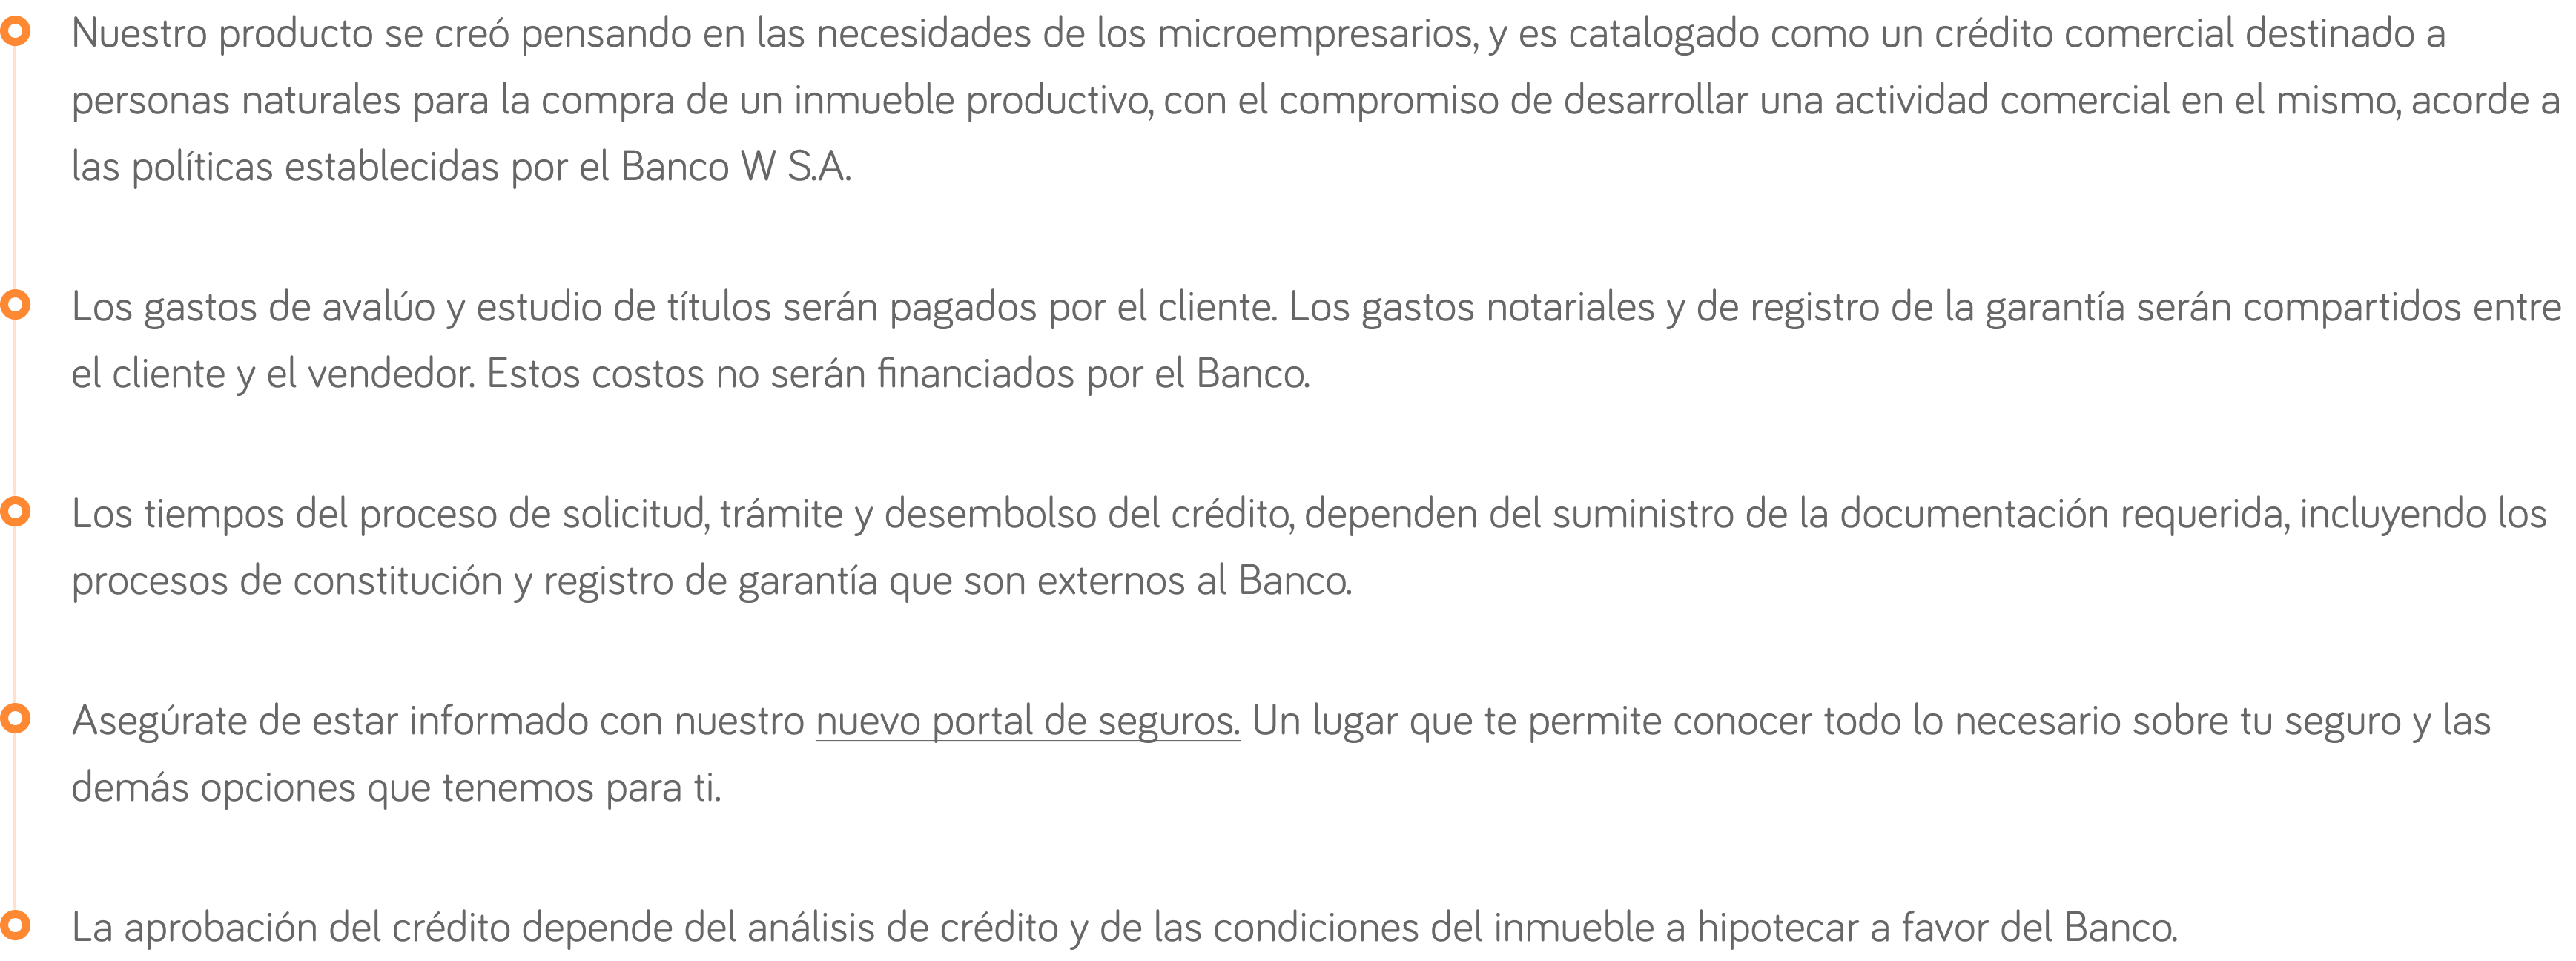 Nuestro producto se creó pensando en las necesidades de los microempresarios, y es catalogado como un crédito comercial destinado a
personas naturales para la compra de un inmueble productivo, con el compromiso de desarrollar una actividad comercial en el mismo, acorde a
las políticas establecidas por el Banco W S.A.
Los gastos de avalúo y estudio de títulos serán pagados por el cliente. Los gastos notariales y de registro de la garantía serán compartidos entre
el cliente y el vendedor. Estos costos no serán financiados por el Banco.
Los tiempos del proceso de solicitud, trámite y desembolso del crédito, dependen del suministro de la documentación requerida, incluyendo los
procesos de constitución y registro de garantía que son externos al Banco.
Asegúrate de estar informado con nuestro nuevo portal de seguros. Un lugar que te permite conocer todo lo necesario sobre tu seguro y las
demás opciones que tenemos para ti.
La aprobación del crédito depende del análisis de crédito y de las condiciones del inmueble a hipotecar a favor del Banco.